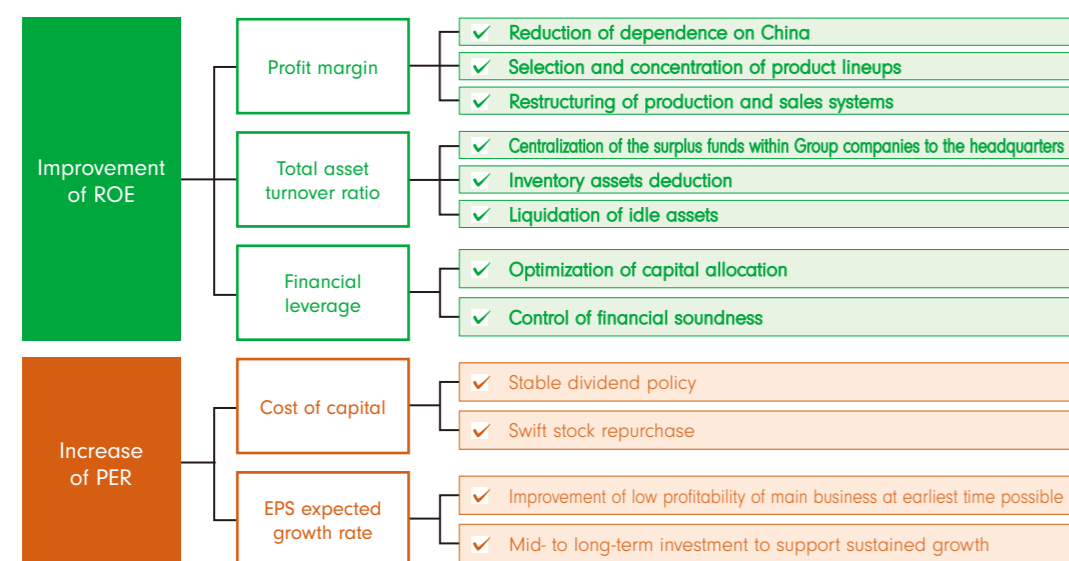 Improvement
of ROE
Profit margin
✓ Reduction of dependence on China
✓ Selection and concentration of product lineups
✓ Restructuring of production and sales systems
Total asset
turnover ratio
✓ Centralization of the surplus funds within Group companies to the headquarters
✓ Inventory assets deduction
✓ Liquidation of idle assets
Financial
leverage
✓ Optimization of capital allocation
✓ Control of financial soundness
Increase
of PER
Cost of capital
✓ Stable dividend policy
✓ Swift stock repurchase
EPS expected
growth rate
✓ Improvement of low profitability of main business at earliest time possible
✓ Mid- to long-term investment to support sustained growth